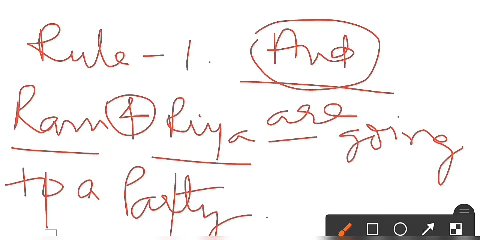 Rule - 1. And
Ram & Riya are going
to a Party.